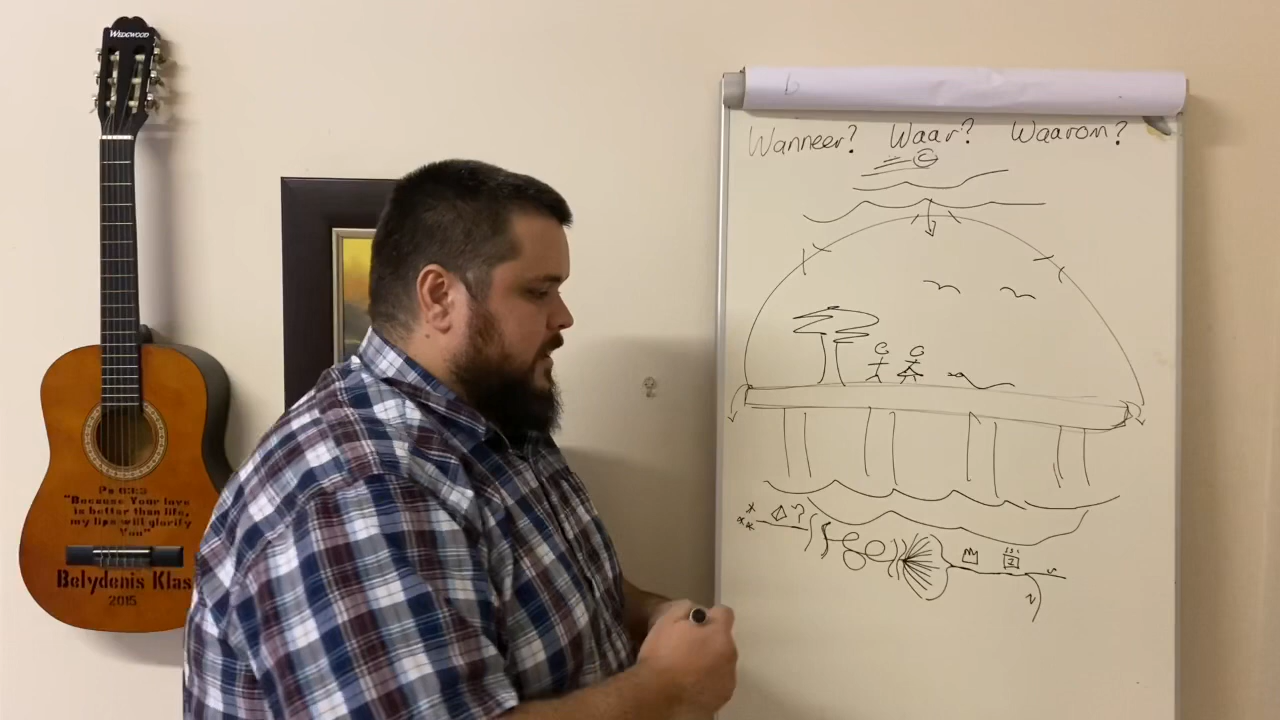 WEDGWOOD
Ps 63:3
"Because Your love
is better than life,
my lips will glorify
You"
Belydenis Klas
2015
b
Wanneer? Waar? Waarom?
?